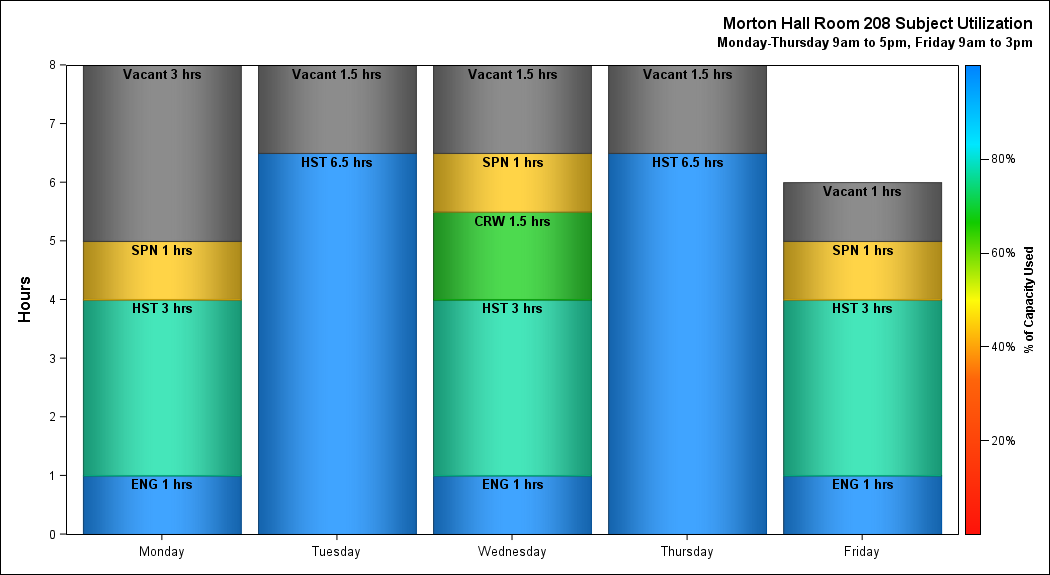 Morton Hall Room 208 Subject Utilization
Monday-Thursday 9am to 5pm, Friday 9am to 3pm
Hours
8
7
6
5
4
3
2
1
0
Vacant 3 hrs
SPN 1 hrs
HST 3 hrs
ENG 1 hrs
Vacant 1.5 hrs
HST 6.5 hrs
Vacant 1.5 hrs
SPN 1 hrs
CRW 1.5 hrs
HST 3 hrs
ENG 1 hrs
Vacant 1.5 hrs
HST 6.5 hrs
Vacant 1 hrs
SPN 1 hrs
HST 3 hrs
ENG 1 hrs
Monday
Tuesday
Wednesday
Thursday
Friday
80%
60%
40%
20%
% of Capacity Used